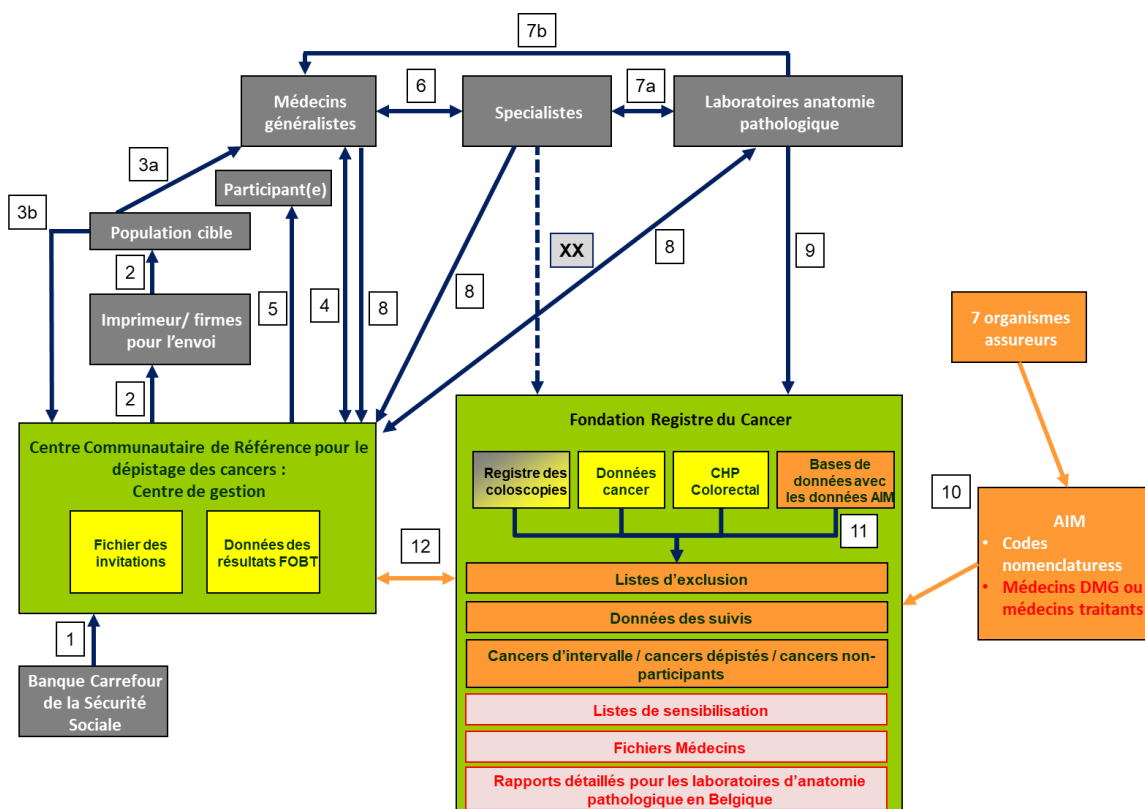 7b
Médecins
généralistes
6
Specialistes
7a
Laboratoires anatomie
pathologique
3a
Participant(e)
3b
Population cible
2
XX
8
9
5
4
8
8
Imprimeur/ firmes
pour l'envoi
2
7 organismes
assureurs
Centre Communautaire de Référence pour le
dépistage des cancers :
Centre de gestion
Fichier des
invitations
Données des
résultats FOBT
Fondation Registre du Cancer
Registre des
coloscopies
Données
cancer
CHP
Colorectal
Bases de
données avec
les données AIM
10
11
12
AIM
• Codes
nomenclaturess
• Médecins DMG ou
médecins traitants
Listes d'exclusion
Données des suivis
Cancers d'intervalle / cancers dépistés / cancers non-
participants
Listes de sensibilisation
Fichiers Médecins
Rapports détaillés pour les laboratoires d'anatomie
pathologique en Belgique
1
Banque Carrefour
de la Sécurité
Sociale